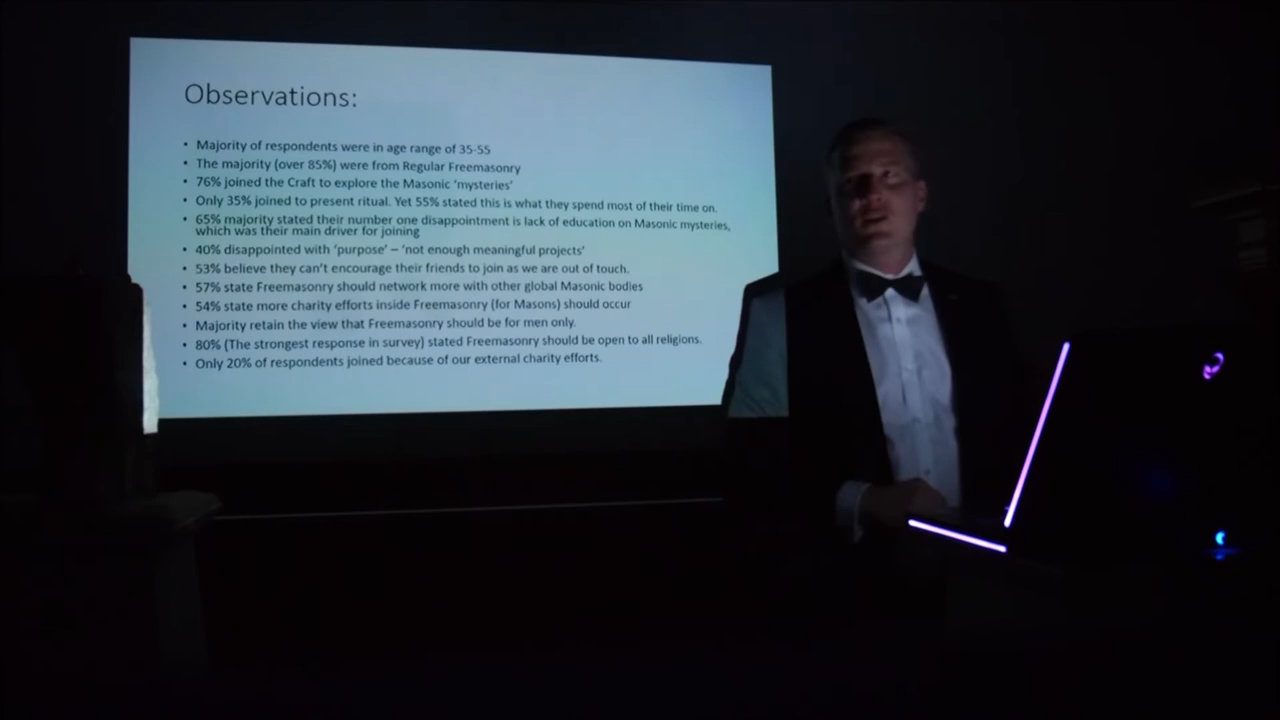 Observations:
• Majority of respondents were in age range of 35-55
• The majority (over 85%) were from Regular Freemasonry
• 76% joined the Craft to explore the Masonic 'mysteries'
• Only 35% joined to present ritual. Yet 55% stated this is what they spend most of their time on.
• 65% majority stated their number one disappointment is lack of education on Masonic mysteries,
which was their main driver for joining
• 40% disappointed with 'purpose' – 'not enough meaningful projects'
• 53% believe they can't encourage their friends to join as we are out of touch.
• 57% state Freemasonry should network more with other global Masonic bodies
• 54% state more charity efforts inside Freemasonry (for Masons) should occur
• Majority retain the view that Freemasonry should be for men only.
• 80% (The strongest response in survey) stated Freemasonry should be open to all religions.
• Only 20% of respondents joined because of our external charity efforts.